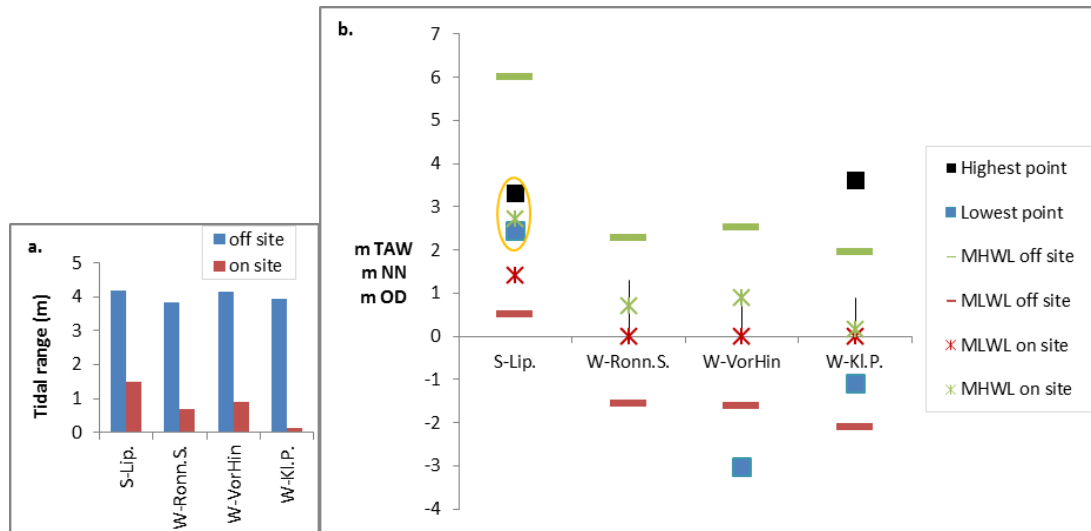 a.
off site
on site
5
4
3
2
1
0
Tidal range (m)
S-Lip.
W-Ronn.S.
W-VorHin
W-Kl.P.
b.
7
6
5
4
3
2
1
0
-1
-2
-3
-4
m TAW
m NN
m OD
S-Lip.
W-Ronn.S.
W-VorHin
W-Kl.P.
Highest point
Lowest point
MHWL off site
MLWL off site
MLWL on site
MHWL on site